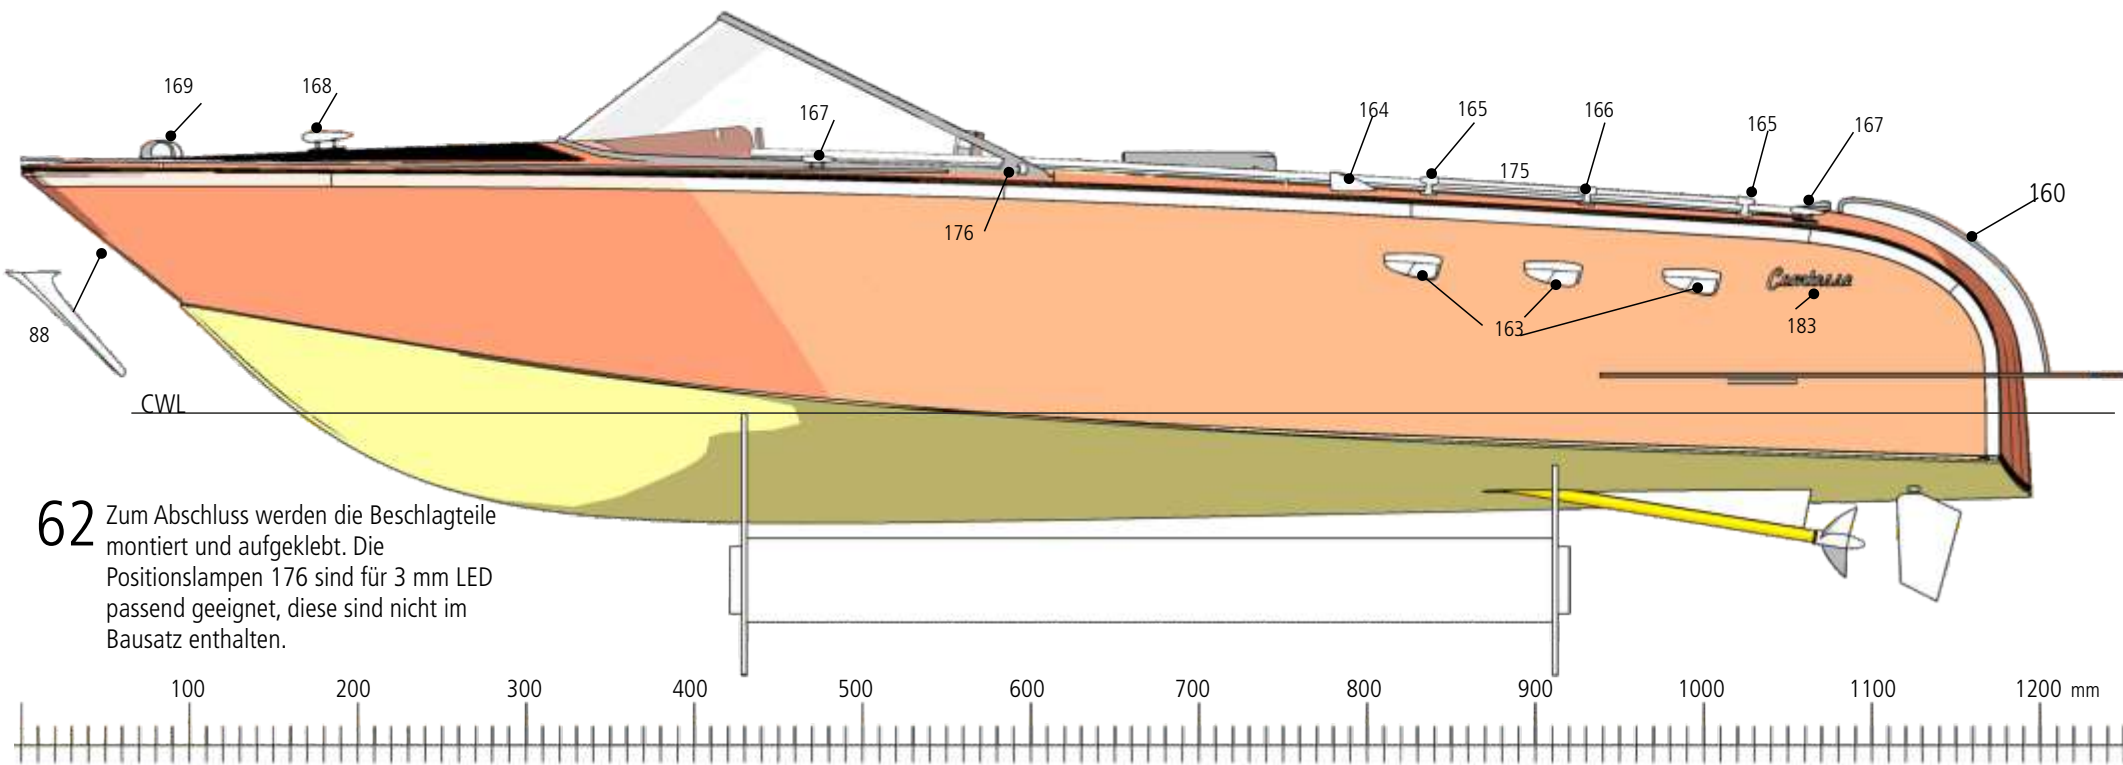 169
168
167
164
165
166
165
167
175
160
176
163
Comtesse
183
88
CWL
62
Zum Abschluss werden die Beschlagteile
montiert und aufgeklebt. Die
Positionslampen 176 sind für 3 mm LED
passend geeignet, diese sind nicht im
Bausatz enthalten.
100 200 300 400 500 600 700 800 900 1000 1100 1200 mm